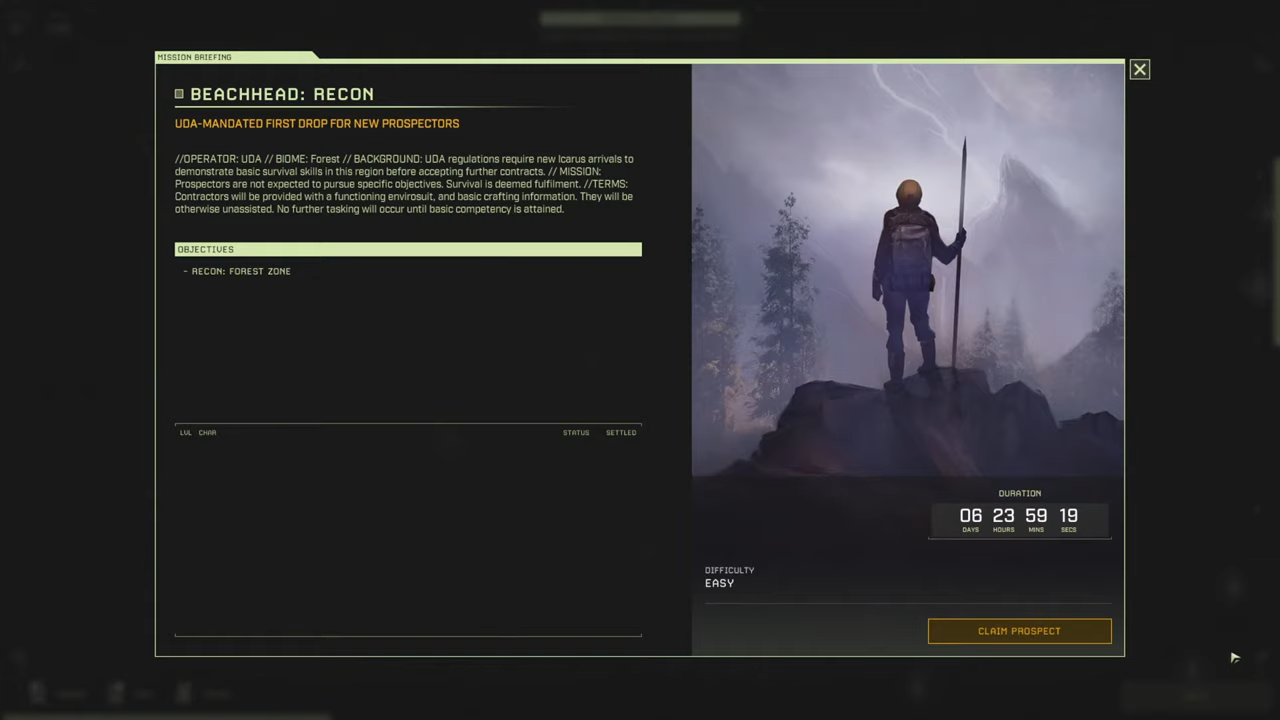 MISSION BRIEFING
BEACHHEAD: RECON
UDA-MANDATED FIRST DROP FOR NEW PROSPECTORS
//OPERATOR: UDA // BIOME: Forest // BACKGROUND: UDA regulations require new Icarus arrivals to
demonstrate basic survival skills in this region before accepting further contracts. // MISSION:
Prospectors are not expected to pursue specific objectives. Survival is deemed fulfilment. //TERMS:
Contractors will be provided with a functioning envirosuit, and basic crafting information. They will be
otherwise unassisted. No further tasking will occur until basic competency is attained.
OBJECTIVES
- RECON: FOREST ZONE
LVL CHAR STATUS SETTLED
DURATION
06 23 59 19
DAYS HOURS MINS SECS
DIFFICULTY
EASY
CLAIM PROSPECT